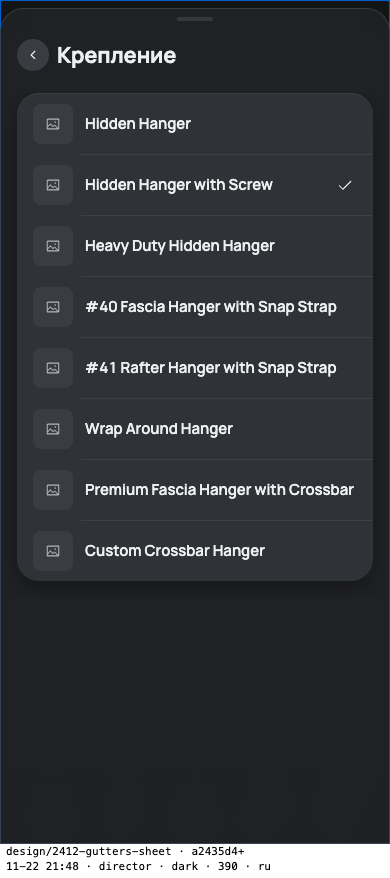 Крепление
Hidden Hanger
Hidden Hanger with Screw
Heavy Duty Hidden Hanger
#40 Fascia Hanger with Snap Strap
#41 Rafter Hanger with Snap Strap
Wrap Around Hanger
Premium Fascia Hanger with Crossbar
Custom Crossbar Hanger
design/2412-gutters-sheet · a2435d4+
11-22 21:48 · director · dark · 390 · ru